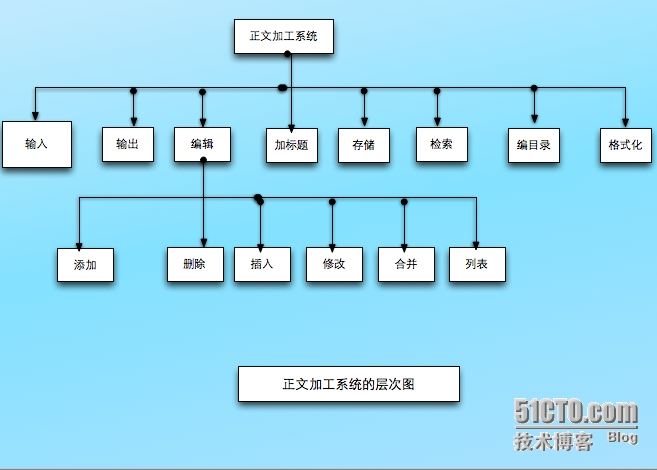 正文加工系统
输入
输出
编辑
加标题
存储
检索
编目录
格式化
添加
删除
插入
修改
合并
列表
正文加工系统的层次图
51CTO.com
技术博客 Blog